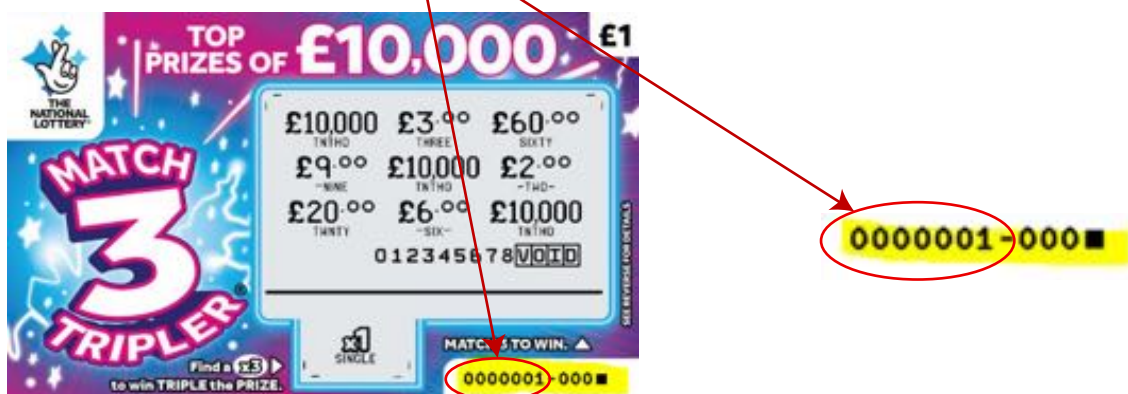 TOP
PRIZES OF £10,000
£1
THE
NATIONAL
LOTTERY®
MATCH
3
TRIPLER®
£10,000 £3.00 £60.00
TNTHO THREE SIXTY
£9.00 £10,000 £2.00
-NINE TNTHO -TWO-
£20.00 £6.00 £10,000
TWNTY -SIX- TNTHO
012345678VOID
SEE REVERSE FOR DETAILS
x1
SINGLE
MATCH 3 TO WIN.
Find a x3
to win TRIPLE the PRIZE.
0000001-000
0000001-000